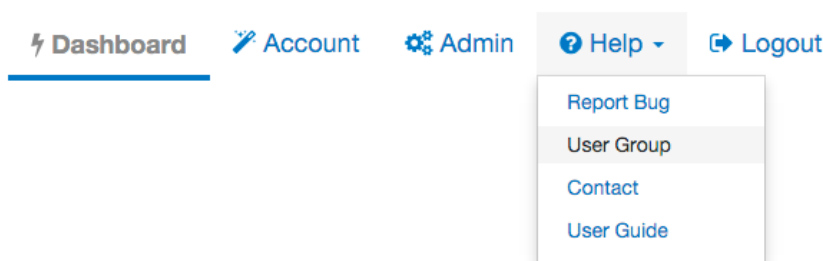 Dashboard Account Admin Help Logout
Report Bug
User Group
Contact
User Guide